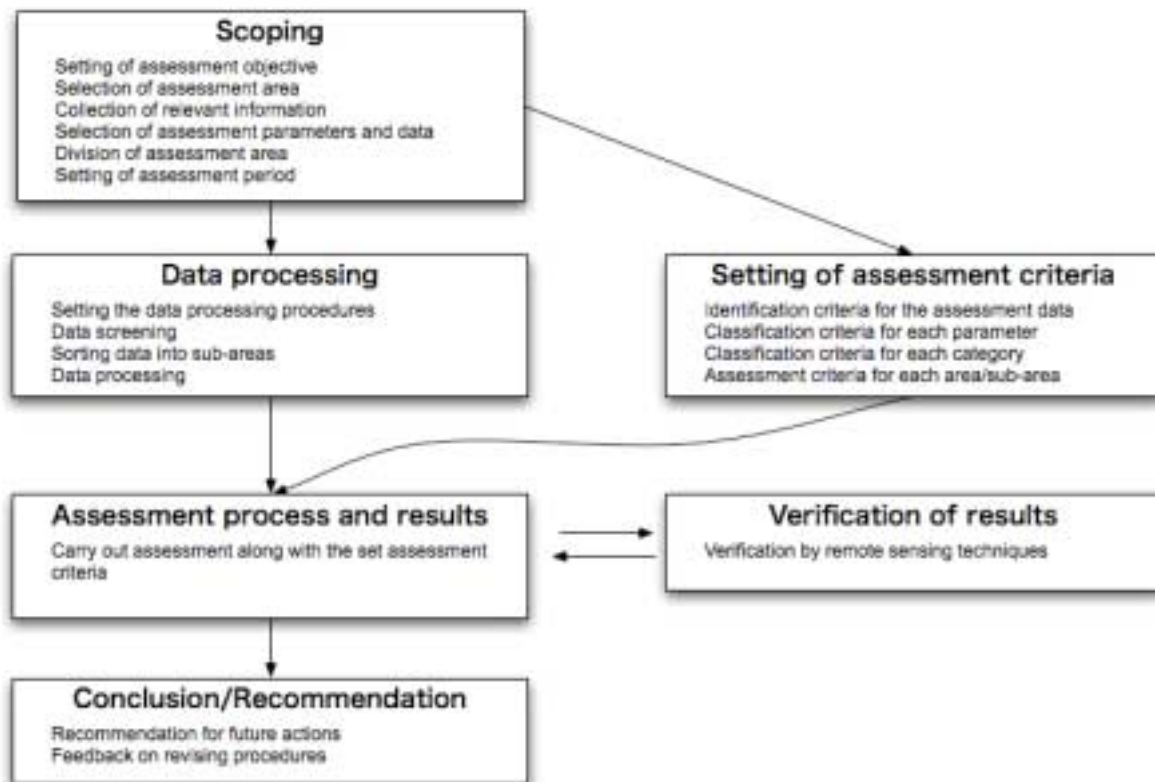 Scoping
Setting of assessment objective
Selection of assessment area
Collection of relevant information
Selection of assessment parameters and data
Division of assessment area
Setting of assessment period
Data processing
Setting the data processing procedures
Data screening
Sorting data into sub-areas
Data processing
Setting of assessment criteria
Identification criteria for the assessment data
Classification criteria for each parameter
Classification criteria for each category
Assessment criteria for each area/sub-area
Assessment process and results
Carry out assessment along with the set assessment
criteria
Verification of results
Verification by remote sensing techniques
Conclusion/Recommendation
Recommendation for future actions
Feedback on revising procedures